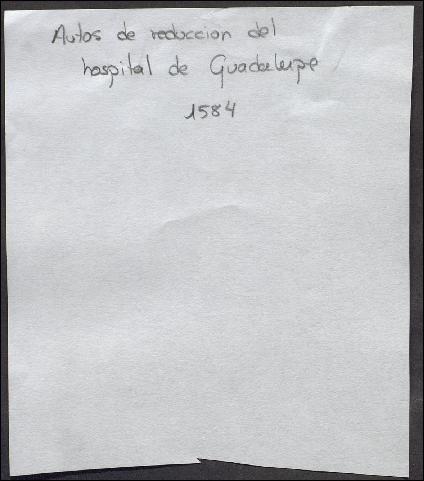 Autos de reduccion del
hospital de Guadalupe
1584